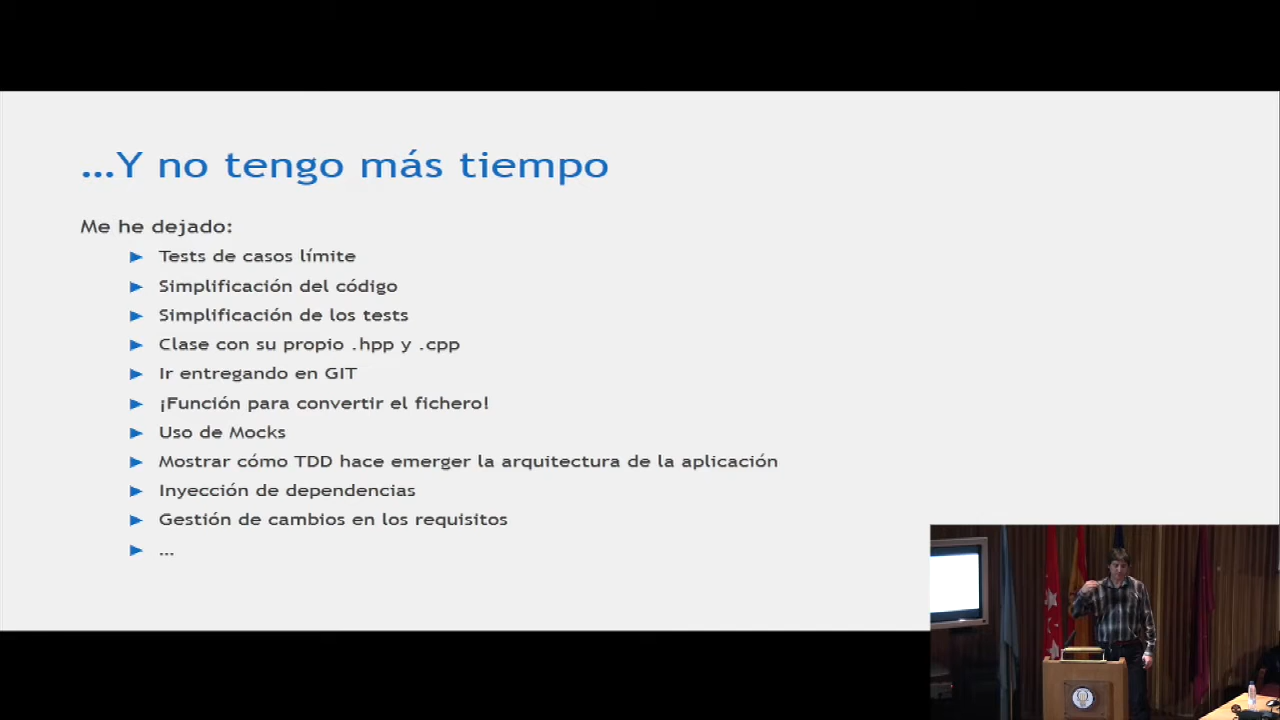 ...Y no tengo más tiempo
Me he dejado:
Tests de casos límite
Simplificación del código
Simplificación de los tests
Clase con su propio .hpp y .cpp
Ir entregando en GIT
¡Función para convertir el fichero!
Uso de Mocks
Mostrar cómo TDD hace emerger la arquitectura de la aplicación
Inyección de dependencias
Gestión de cambios en los requisitos
...